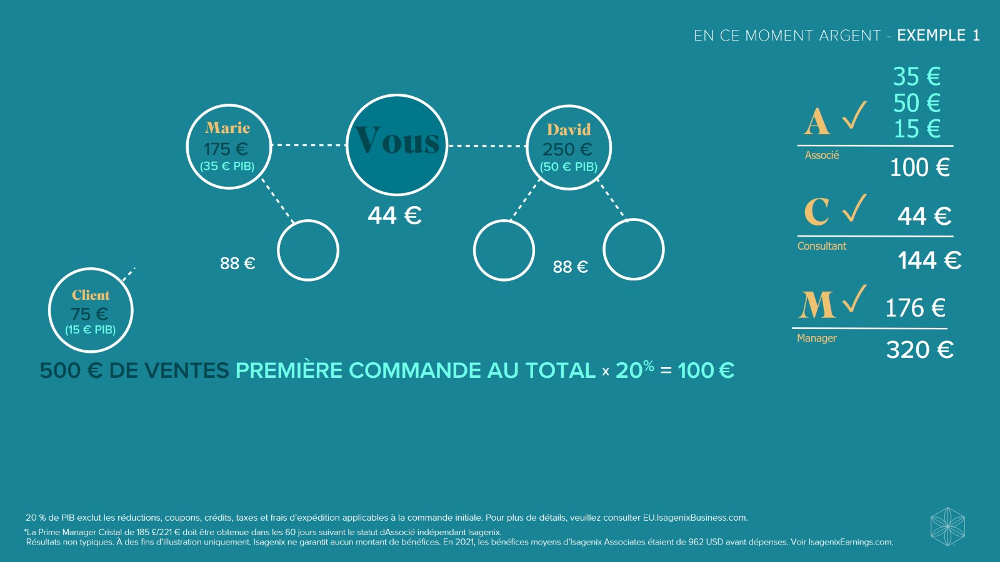 EN CE MOMENT ARGENT - EXEMPLE 1
Marie
175 €
(35 € PIB)
Vous
44 €
David
250 €
(50 € PIB)
88 €
88 €
Client
75 €
(15 € PIB)
500 € DE VENTES PREMIÈRE COMMANDE AU TOTAL x 20% = 100 €
35 €
50 €
A ✓ 15 €
Associé
100 €
C ✓ 44 €
Consultant
144 €
M ✓ 176 €
Manager
320 €
20 % de PIB exclut les réductions, coupons, crédits, taxes et frais d'expédition applicables à la commande initiale. Pour plus de détails, veuillez consulter EU.IsagenixBusiness.com.
*La Prime Manager Cristal de 185 £/221 € doit être obtenue dans les 60 jours suivant le statut dAssocié indépendant Isagenix.
Résultats non typiques. À des fins d'illustration uniquement. Isagenix ne garantit aucun montant de bénéfices. En 2021, les bénéfices moyens d'Isagenix Associates étaient de 962 USD avant dépenses. Voir IsagenixEarnings.com.